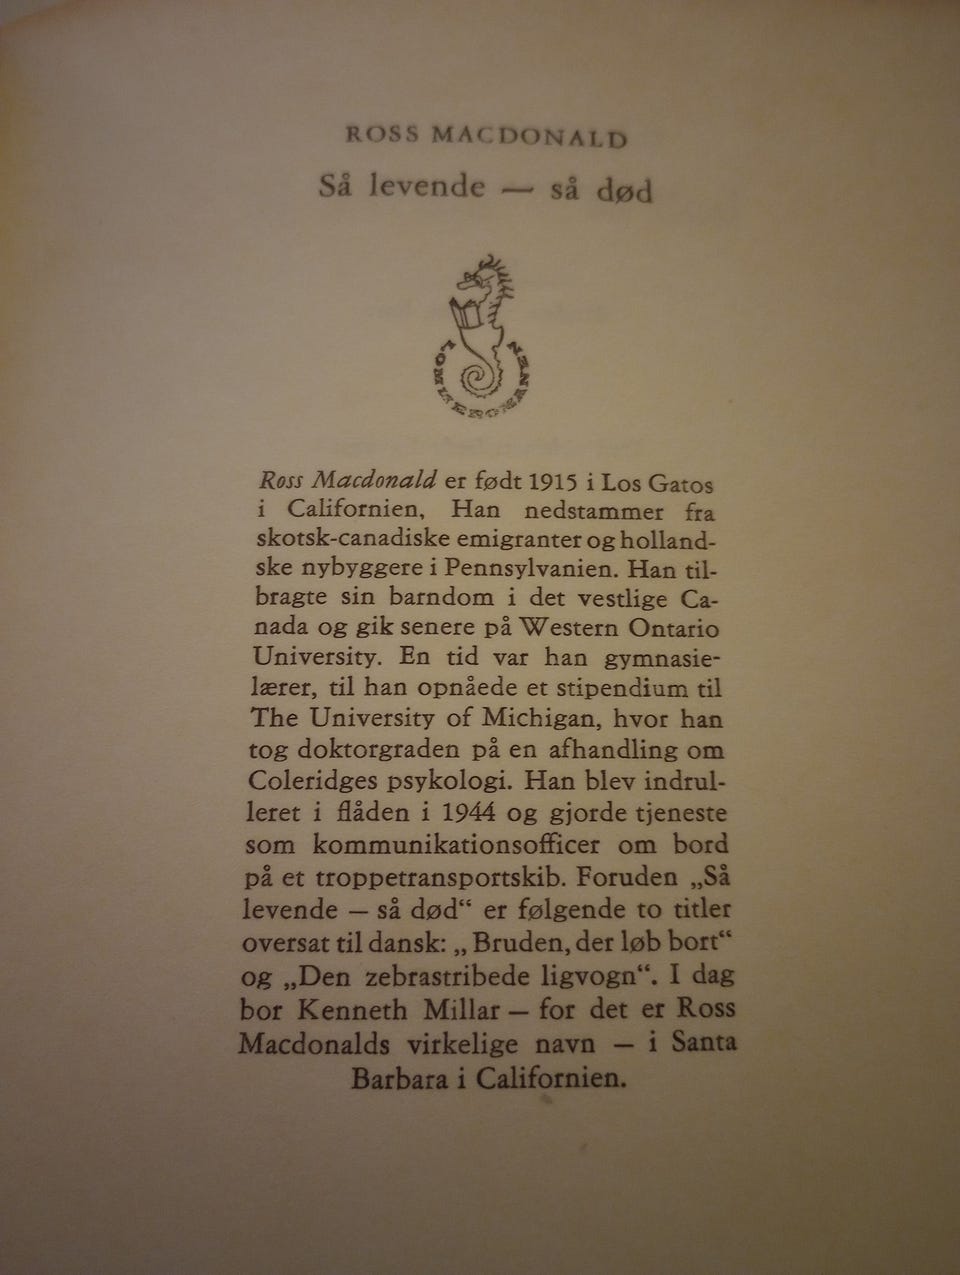 ROSS MACDONALD
Så levende — så død
LOMMEROMANEN
Ross Macdonald er født 1915 i Los Gatos
i Californien, Han nedstammer fra
skotsk-canadiske emigranter og holland-
ske nybyggere i Pennsylvanien. Han til-
bragte sin barndom i det vestlige Ca-
nada og gik senere på Western Ontario
University. En tid var han gymnasie-
lærer, til han opnåede et stipendium til
The University of Michigan, hvor han
tog doktorgraden på en afhandling om
Coleridges psykologi. Han blev indrul-
leret i flåden i 1944 og gjorde tjeneste
som kommunikationsofficer om bord
på et troppetransportskib. Foruden „Så
levende — så død“ er følgende to titler
oversat til dansk: „Bruden, der løb bort“
og „Den zebrastribede ligvogn“. I dag
bor Kenneth Millar — for det er Ross
Macdonalds virkelige navn — i Santa
Barbara i Californien.